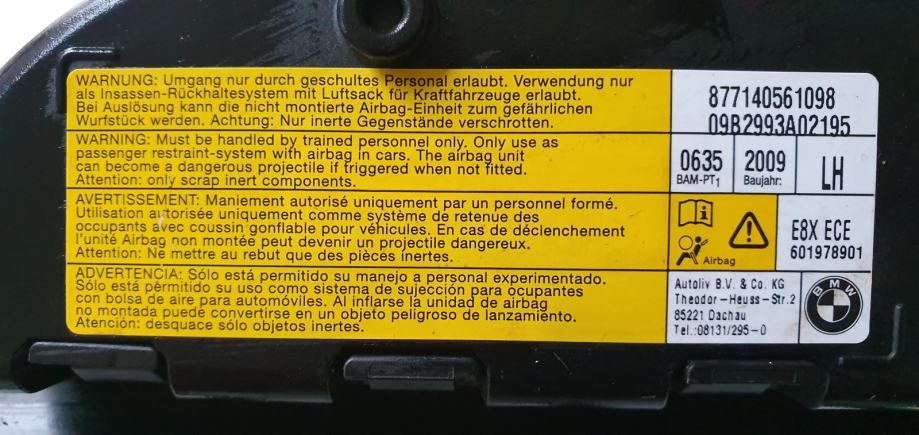 WARNUNG: Umgang nur durch geschultes Personal erlaubt. Verwendung nur
als Insassen-Rückhaltesystem mit Luftsack für Kraftfahrzeuge erlaubt.
Bei Auslösung kann die nicht montierte Airbag-Einheit zum gefährlichen
Wurfstück werden. Achtung: Nur inerte Gegenstände verschrotten.
WARNING: Must be handled by trained personnel only. Only use as
passenger restraint-system with airbag in cars. The airbag unit
can become a dangerous projectile if triggered when not fitted.
Attention: only scrap inert components.
AVERTISSEMENT: Maniement autorisé uniquement par un personnel formé.
Utilisation autorisée uniquement comme système de retenue des
occupants avec coussin gonflable pour véhicules. En cas de déclenchement
l'unité Airbag non montée peut devenir un projectile dangereux.
Attention: Ne mettre au rebut que des pièces inertes.
ADVERTENCIA: Sólo está permitido su manejo a personal experimentado.
Sólo está permitido su uso como sistema de sujección para ocupantes
con bolsa de aire para automóviles. Al inflarse la unidad de airbag
no montada puede convertirse en un objeto peligroso de lanzamiento.
Atención: desguace sólo objetos inertes.
877140561098
09B2993A02195
0635
BAM-PT1
2009
Baujahr:
LH
Airbag
E8X ECE
601978901
Autoliv B.V. & Co. KG
Theodor-Heuss-Str.2
85221 Dachau
Tel.:08131/295-0
BMW